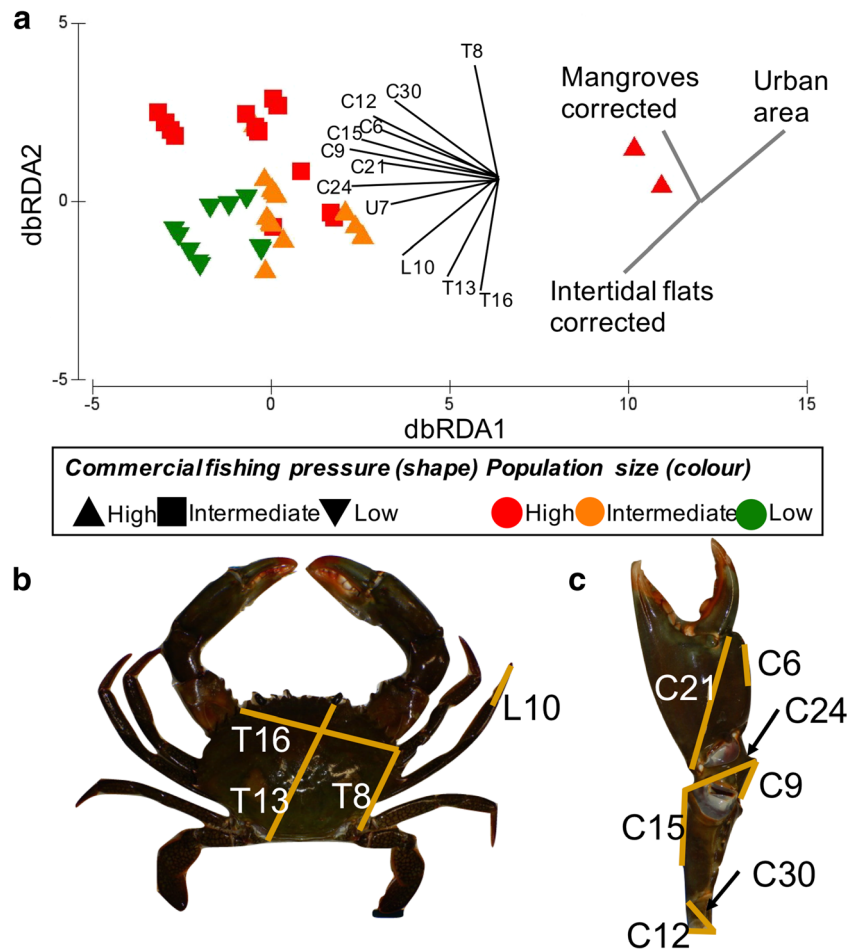 a
5
0
-5
dbRDA2
T8
C30
C12
C6
C15
C9
C21
C24
U7
L10
T13
T16
Mangroves
corrected
Urban
area
Intertidal flats
corrected
-5
0
5
10
15
dbRDA1
Commercial fishing pressure (shape) Population size (colour)
High Intermediate Low High Intermediate Low
b
T16
T13
T8
L10
c
C21
C6
C24
C9
C15
C30
C12